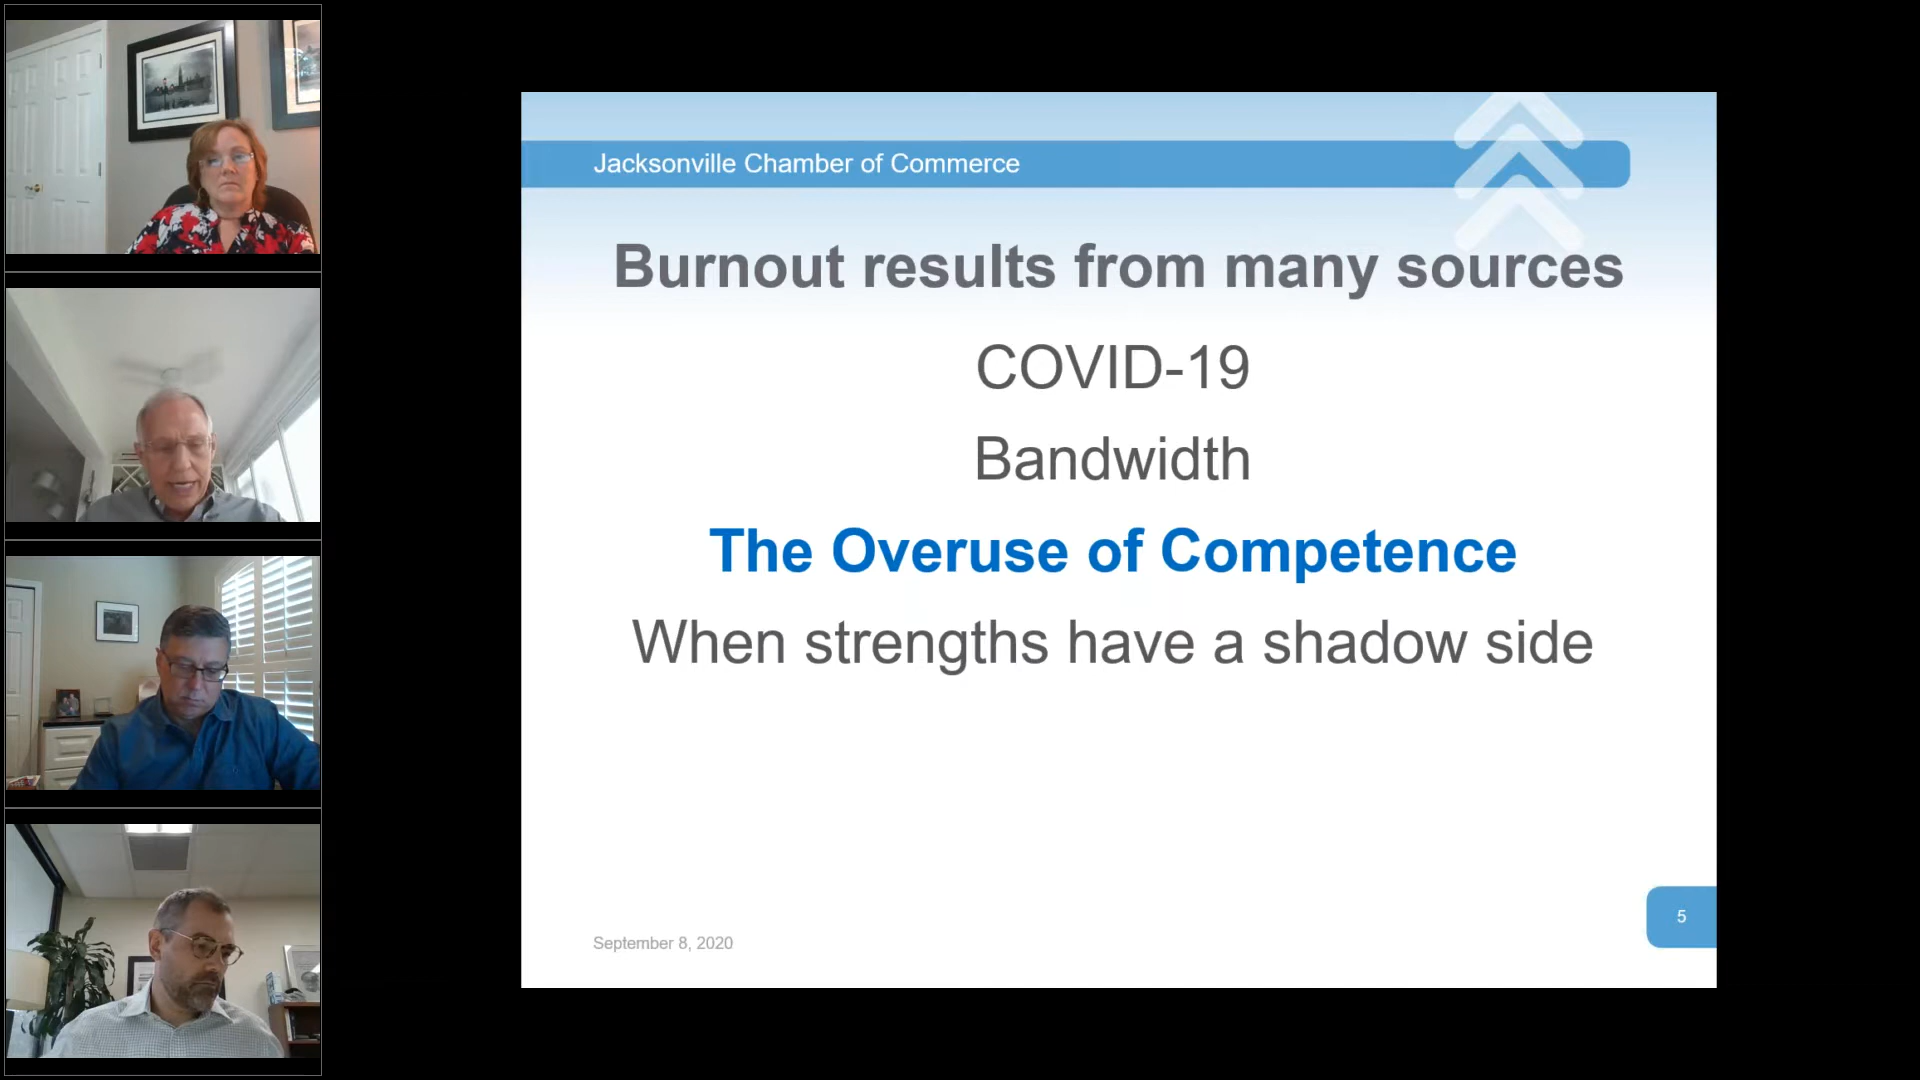 Jacksonville Chamber of Commerce
Burnout results from many sources
COVID-19
Bandwidth
The Overuse of Competence
When strengths have a shadow side
September 8, 2020
5